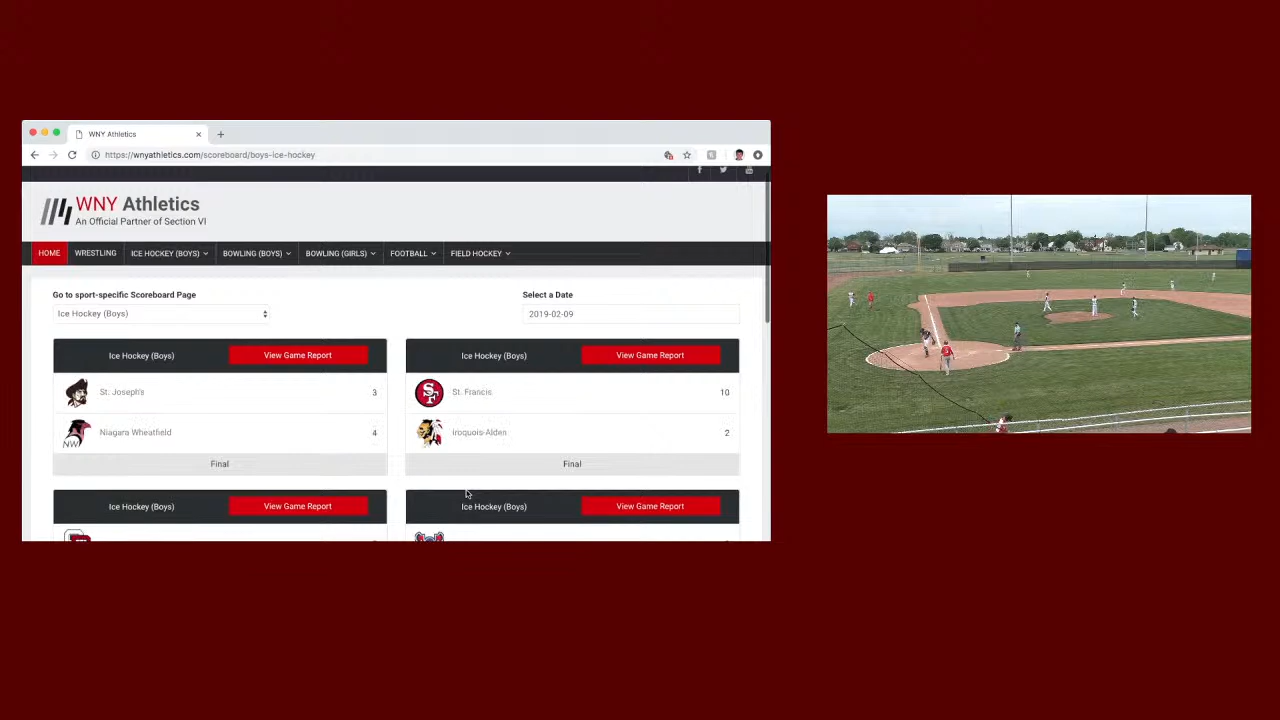 WNY Athletics
https://wnyathletics.com/scoreboard/boys-ice-hockey
WNY Athletics
An Official Partner of Section VI
HOME WRESTLING ICE HOCKEY (BOYS) BOWLING (BOYS) BOWLING (GIRLS) FOOTBALL FIELD HOCKEY
Go to sport-specific Scoreboard Page
Ice Hockey (Boys)
Select a Date
2019-02-09
Ice Hockey (Boys) View Game Report
St. Joseph's 3
NW
Niagara Wheatfield 4
Final
Ice Hockey (Boys) View Game Report
SF
St. Francis 10
iroquois-Alden 2
Final
Ice Hockey (Boys) View Game Report
Ice Hockey (Boys) View Game Report